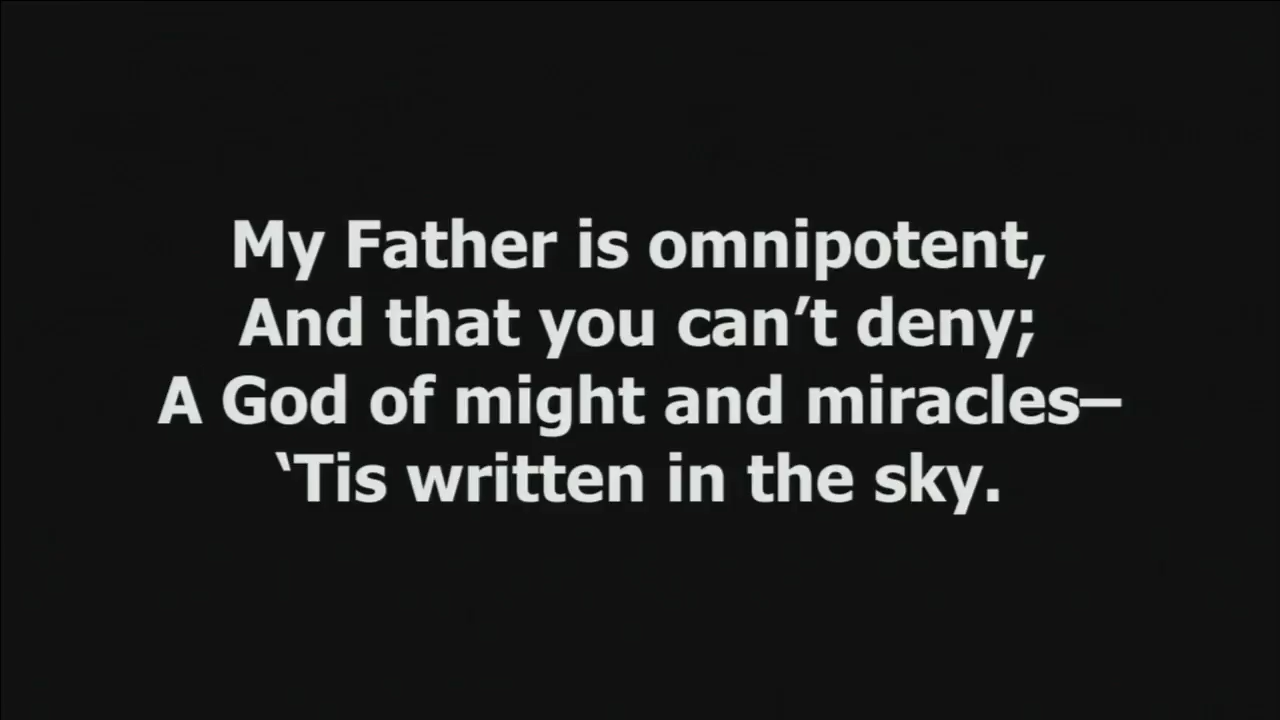 My Father is omnipotent,
And that you can’t deny;
A God of might and miracles–
‘Tis written in the sky.